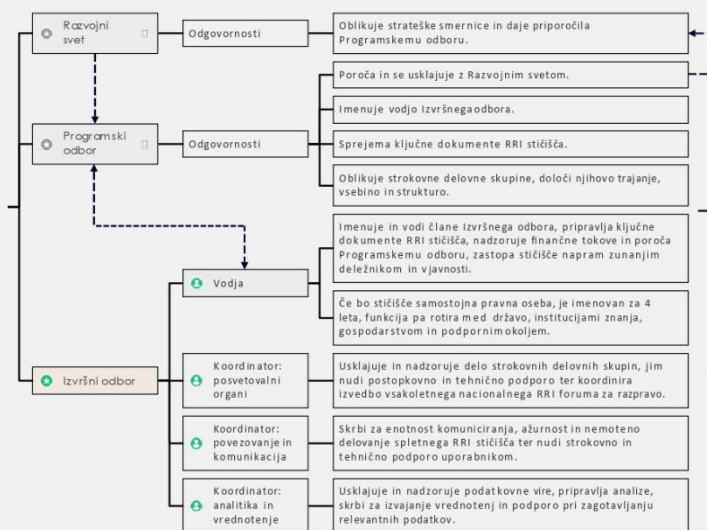 Razvojni
svet
Odgovornosti
Oblikuje strateške smernice in daje priporočila
Programskemu odboru.
Poroča in se usklajuje z Razvojnim svetom.
Imenuje vodjo Izvršnega odbora.
Programski
odbor
Odgovornosti
Sprejema ključne dokumente RRI stičišča.
Oblikuje strokovne delovne skupine, določi njihovo trajanje,
vsebino in strukturo.
Imenuje in vodi člane Izvršnega odbora, pripravlja ključne
dokumente RRI stičišča, nadzoruje finančne tokove in poroča
Programskemu odboru, zastopa stičišče napram zunanjim
deležnikom in v javnosti.
Vodja
Če bo stičišče samostojna pravna oseba, je imenovan za 4
leta, funkcija pa rotira med državo, institucijami znanja,
gospodarstvom in podpornim okoljem.
Izvršni odbor
Koordinator:
posvetovalni
organi
Usklajuje in nadzoruje delo strokovnih delovnih skupin, jim
nudi postopkovno in tehnično podporo ter koordinira
izvedbo vsakoletnega nacionalnega RRI foruma za razpravo.
Koordinator:
povezovanje in
komunikacija
Skrbi za enotnost komuniciranja, ažurnost in nemoteno
delovanje spletnega RRI stičišča ter nudi strokovno in
tehnično podporo uporabnikom.
Koordinator:
analitika in
vrednotenje
Usklajuje in nadzoruje podatkovne vire, pripravlja analize,
skrbi za izvajanje vrednotenj in podporo pri zagotavljanju
relevantnih podatkov.